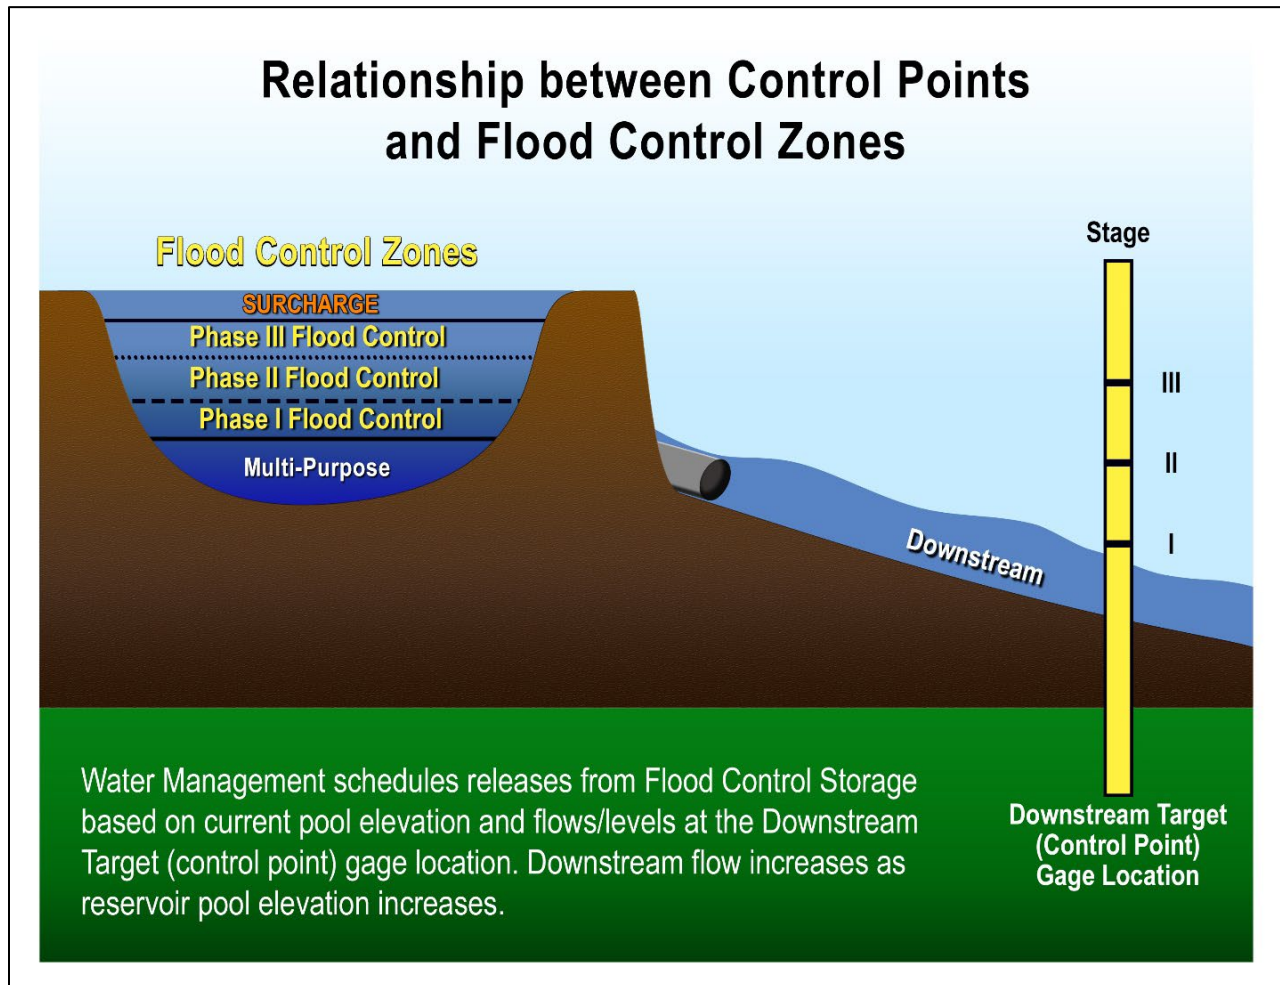 Relationship between Control Points
and Flood Control Zones
Flood Control Zones
SURCHARGE
Phase III Flood Control
Phase II Flood Control
Phase I Flood Control
Multi-Purpose
Downstream
Stage
III
II
I
Downstream Target
(Control Point)
Gage Location
Water Management schedules releases from Flood Control Storage
based on current pool elevation and flows/levels at the Downstream
Target (control point) gage location. Downstream flow increases as
reservoir pool elevation increases.